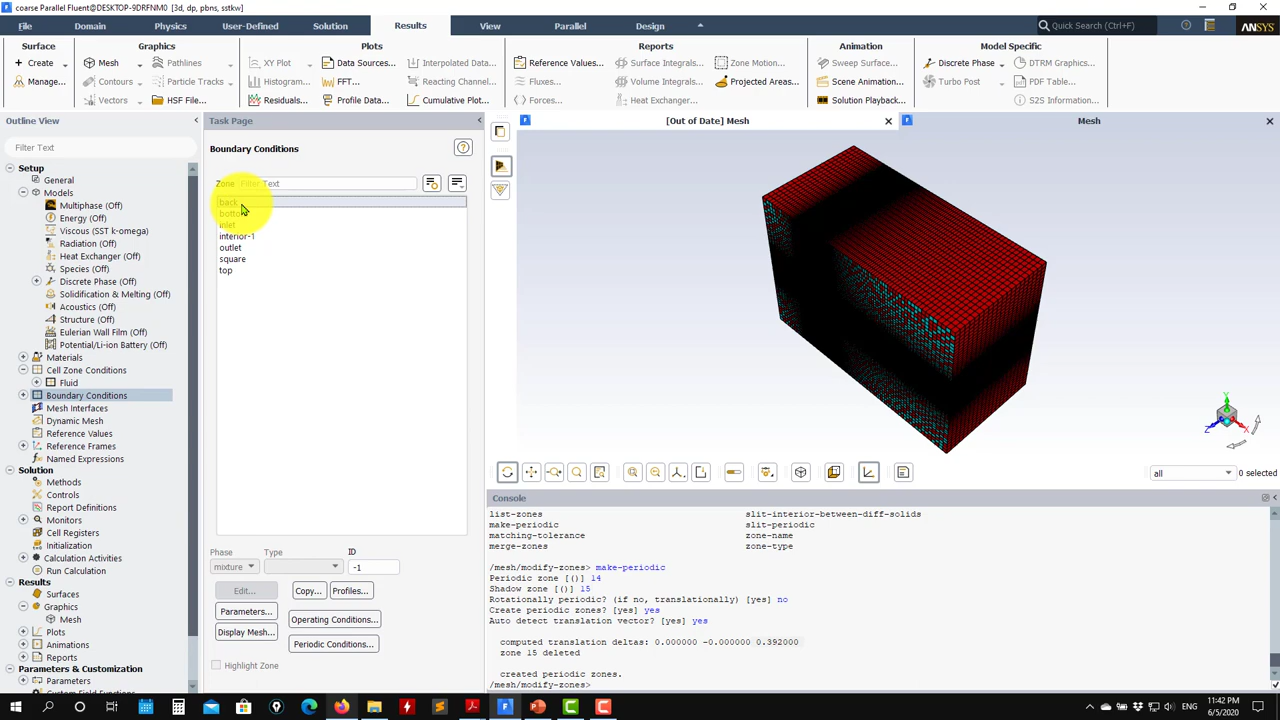 coarse Parallel Fluent@DESKTOP-9DRFNM0 [3d, dp, pbns, sstkw]
File Domain Physics User-Defined Solution Results View Parallel Design Quick Search (Ctrl+F) ANSYS
Surface Graphics Plots Reports Animation Model Specific
Create Mesh Pathlines XY Plot Data Sources... Interpolated Data... Reference Values... Surface Integrals... Zone Motion... Sweep Surface... Discrete Phase DTRM Graphics...
Manage... Contours Particle Tracks Histogram... FFT... Reacting Channel... Fluxes... Volume Integrals... Projected Areas... Scene Animation... Turbo Post PDF Table...
Vectors HSF File... Residuals... Profile Data... Cumulative Plot... Forces... Heat Exchanger... Solution Playback... S2S Information...
Outline View
Filter Text
Setup
General
Models
Multiphase (Off)
Energy (Off)
Viscous (SST k-omega)
Radiation (Off)
Heat Exchanger (Off)
Species (Off)
Discrete Phase (Off)
Solidification & Melting (Off)
Acoustics (Off)
Structure (Off)
Eulerian Wall Film (Off)
Potential/Li-ion Battery (Off)
Materials
Cell Zone Conditions
Fluid
Boundary Conditions
Mesh Interfaces
Dynamic Mesh
Reference Values
Reference Frames
Named Expressions
Solution
Methods
Controls
Report Definitions
Monitors
Cell Registers
Initialization
Calculation Activities
Run Calculation
Results
Surfaces
Graphics
Mesh
Plots
Animations
Reports
Parameters & Customization
Parameters
Task Page
Boundary Conditions
Zone Filter Text
back
inlet
interior-1
outlet
square
top
Phase Type ID
mixture -1
Edit... Copy... Profiles...
Parameters... Operating Conditions...
Display Mesh... Periodic Conditions...
Highlight Zone
[Out of Date] Mesh Mesh
Y
Z X
all 0 selected
Console
list-zones slit-interior-between-diff-solids
make-periodic slit-periodic
matching-tolerance zone-name
merge-zones zone-type
/mesh/modify-zones> make-periodic
Periodic zone [()] 14
Shadow zone [()] 15
Rotationally periodic? (if no, translationally) [yes] no
Create periodic zones? [yes] yes
Auto detect translation vector? [yes] yes
computed translation deltas: 0.000000 -0.000000 0.392000
zone 15 deleted
created periodic zones.
/mesh/modify-zones>
ENG 11:42 PM
6/5/2020